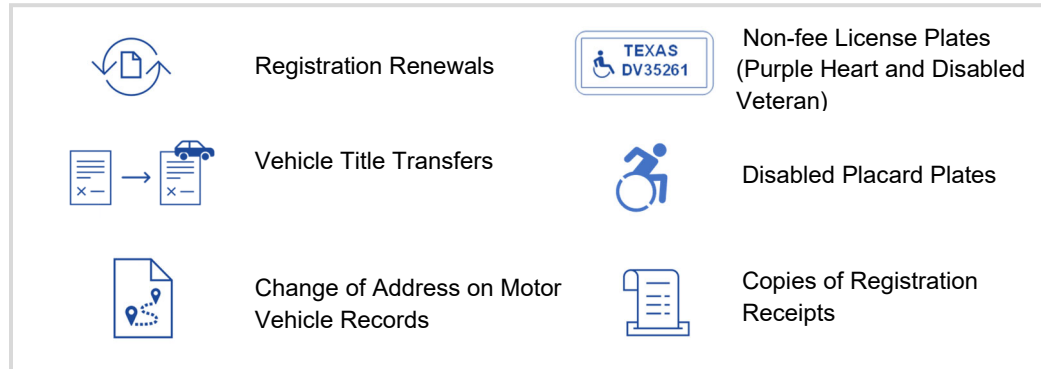 Registration Renewals
TEXAS
DV35261
Non-fee License Plates
(Purple Heart and Disabled
Veteran)
Vehicle Title Transfers
Disabled Placard Plates
Change of Address on Motor
Vehicle Records
Copies of Registration
Receipts